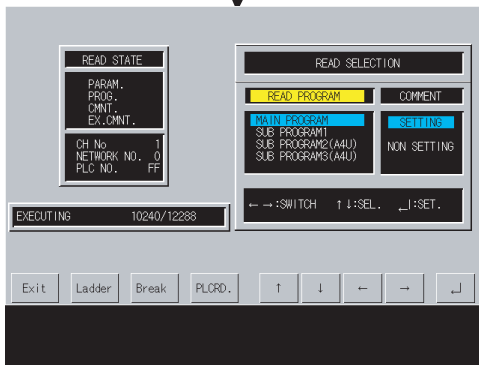 READ STATE
PARAM.
PROG.
CMNT.
EX.CMNT.
CH No 1
NETWORK NO. 0
PLC NO. FF
EXECUTING 10240/12288
READ SELECTION
READ PROGRAM COMMENT
MAIN PROGRAM SETTING
SUB PROGRAM1
SUB PROGRAM2(A4U) NON SETTING
SUB PROGRAM3(A4U)
←→:SWITCH ↑↓:SEL. ↵:SET.
Exit Ladder Break PLCRD. ↑ ↓ ← → ↵